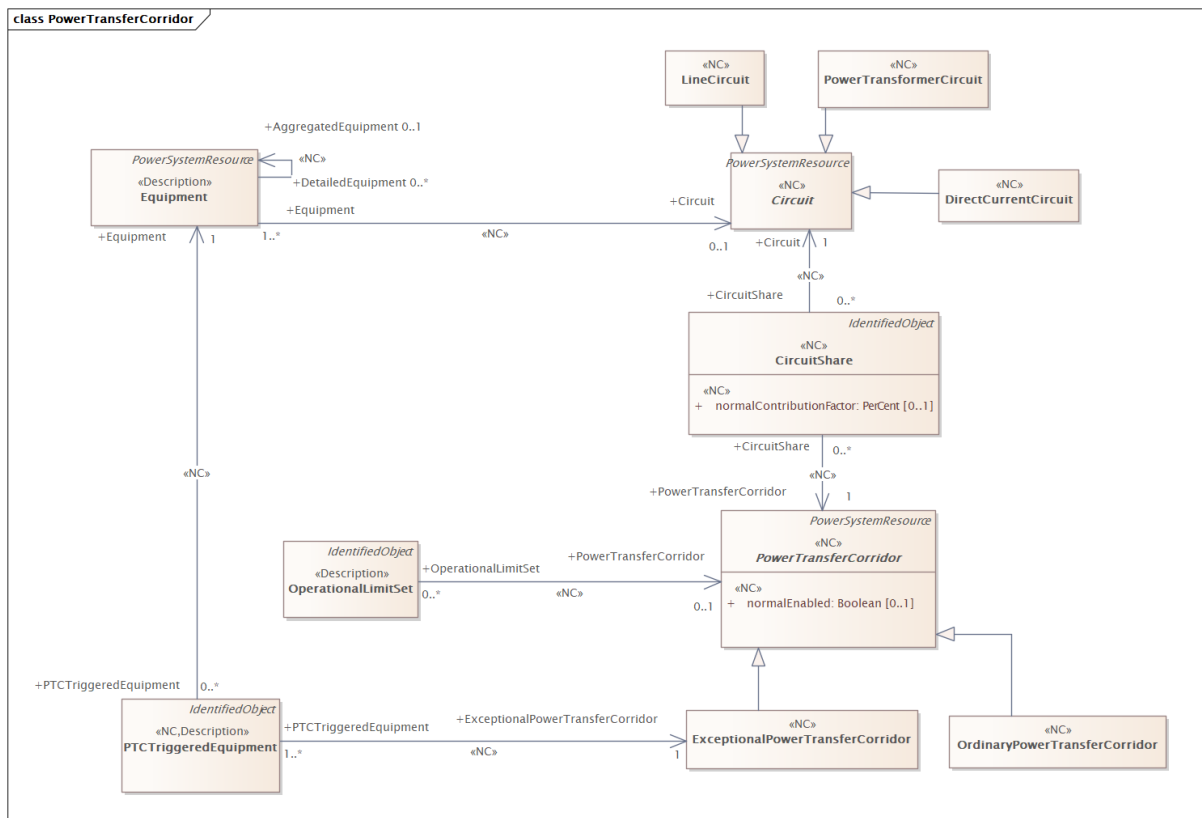 class PowerTransferCorridor
«NC»
LineCircuit
«NC»
PowerTransformerCircuit
+AggregatedEquipment 0..1
PowerSystemResource
«Description»
Equipment
«NC»
+DetailedEquipment 0..*
PowerSystemResource
«NC»
Circuit
«NC»
DirectCurrentCircuit
+Equipment
1..*
«NC»
+Circuit
0..1
+Equipment
1
+Circuit
1
«NC»
+CircuitShare
0..*
IdentifiedObject
«NC»
CircuitShare
«NC»
+ normalContributionFactor: PerCent [0..1]
+CircuitShare
0..*
«NC»
«NC»
+PowerTransferCorridor
1
PowerSystemResource
«NC»
PowerTransferCorridor
«NC»
+ normalEnabled: Boolean [0..1]
IdentifiedObject
«Description»
OperationalLimitSet
+OperationalLimitSet
0..*
«NC»
+PowerTransferCorridor
0..1
+PTCTriggeredEquipment
0..*
IdentifiedObject
«NC,Description»
PTCTriggeredEquipment
+PTCTriggeredEquipment
1..*
«NC»
+ExceptionalPowerTransferCorridor
1
«NC»
ExceptionalPowerTransferCorridor
«NC»
OrdinaryPowerTransferCorridor